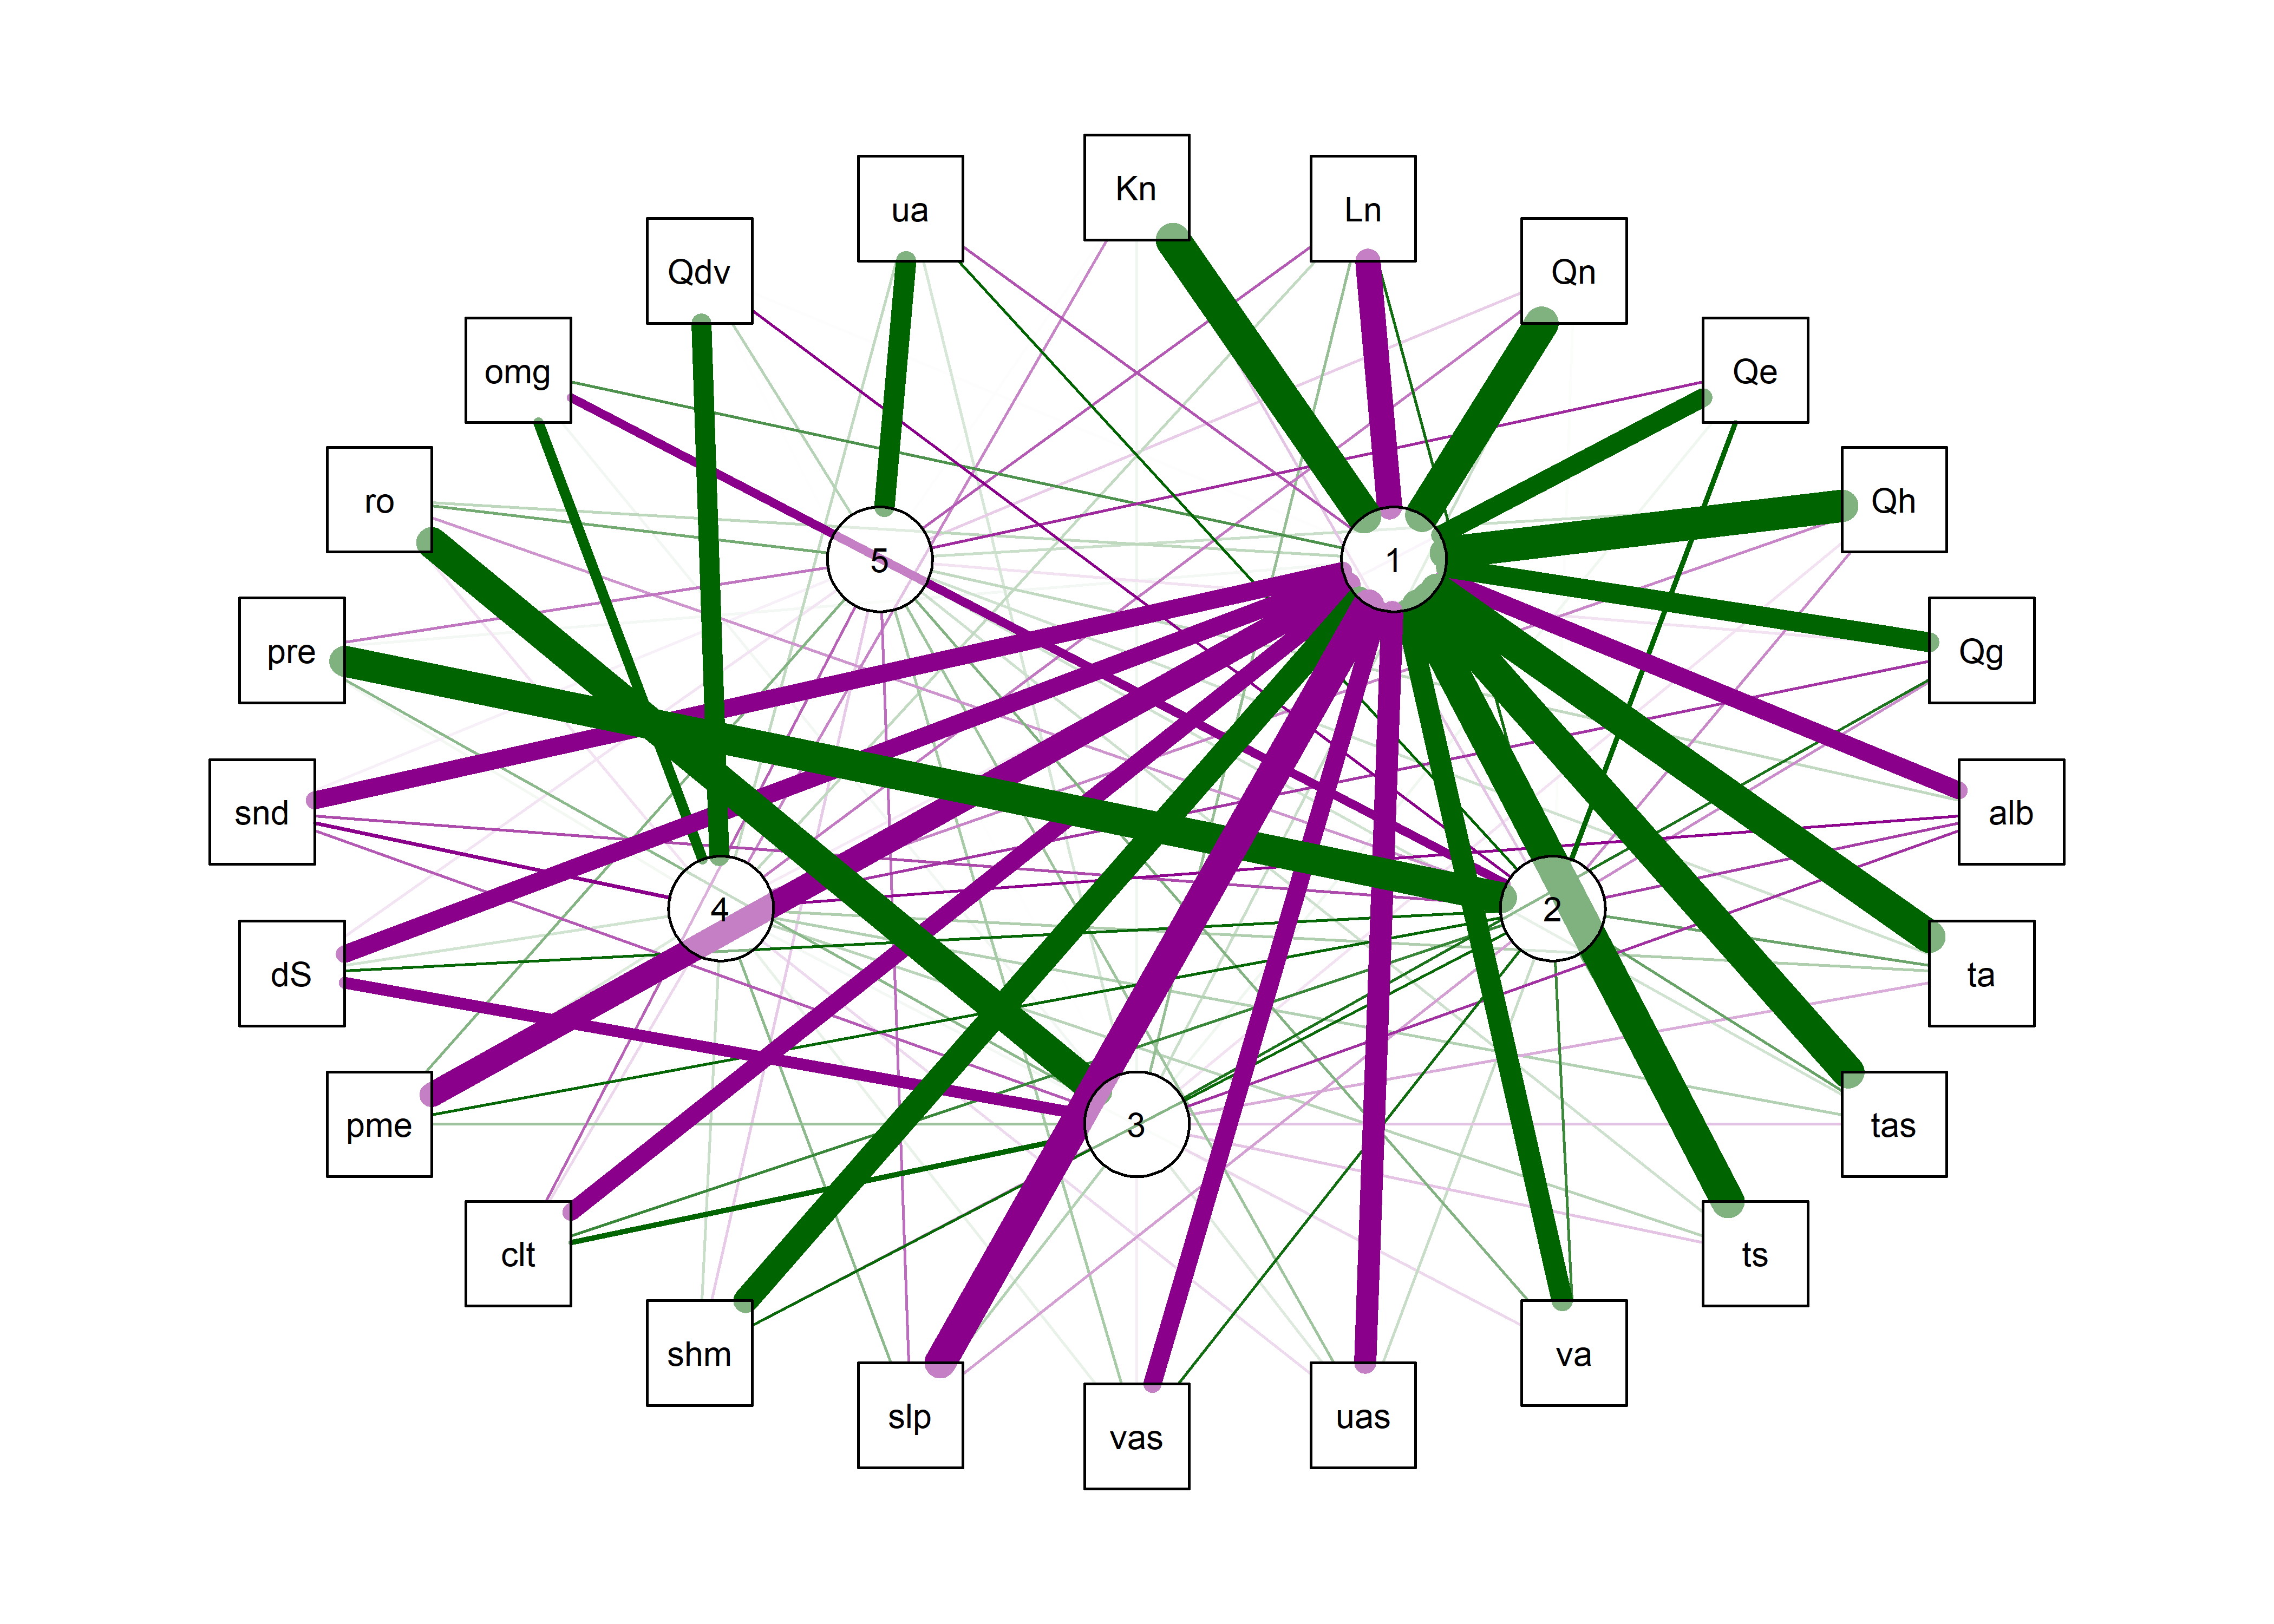 Kn
ua
Ln
Qdv
Qn
omg
Qe
ro
Qh
5
1
pre
Qg
snd
alb
4
2
dS
ta
pme
3
tas
clt
ts
shm
va
slp
uas
vas